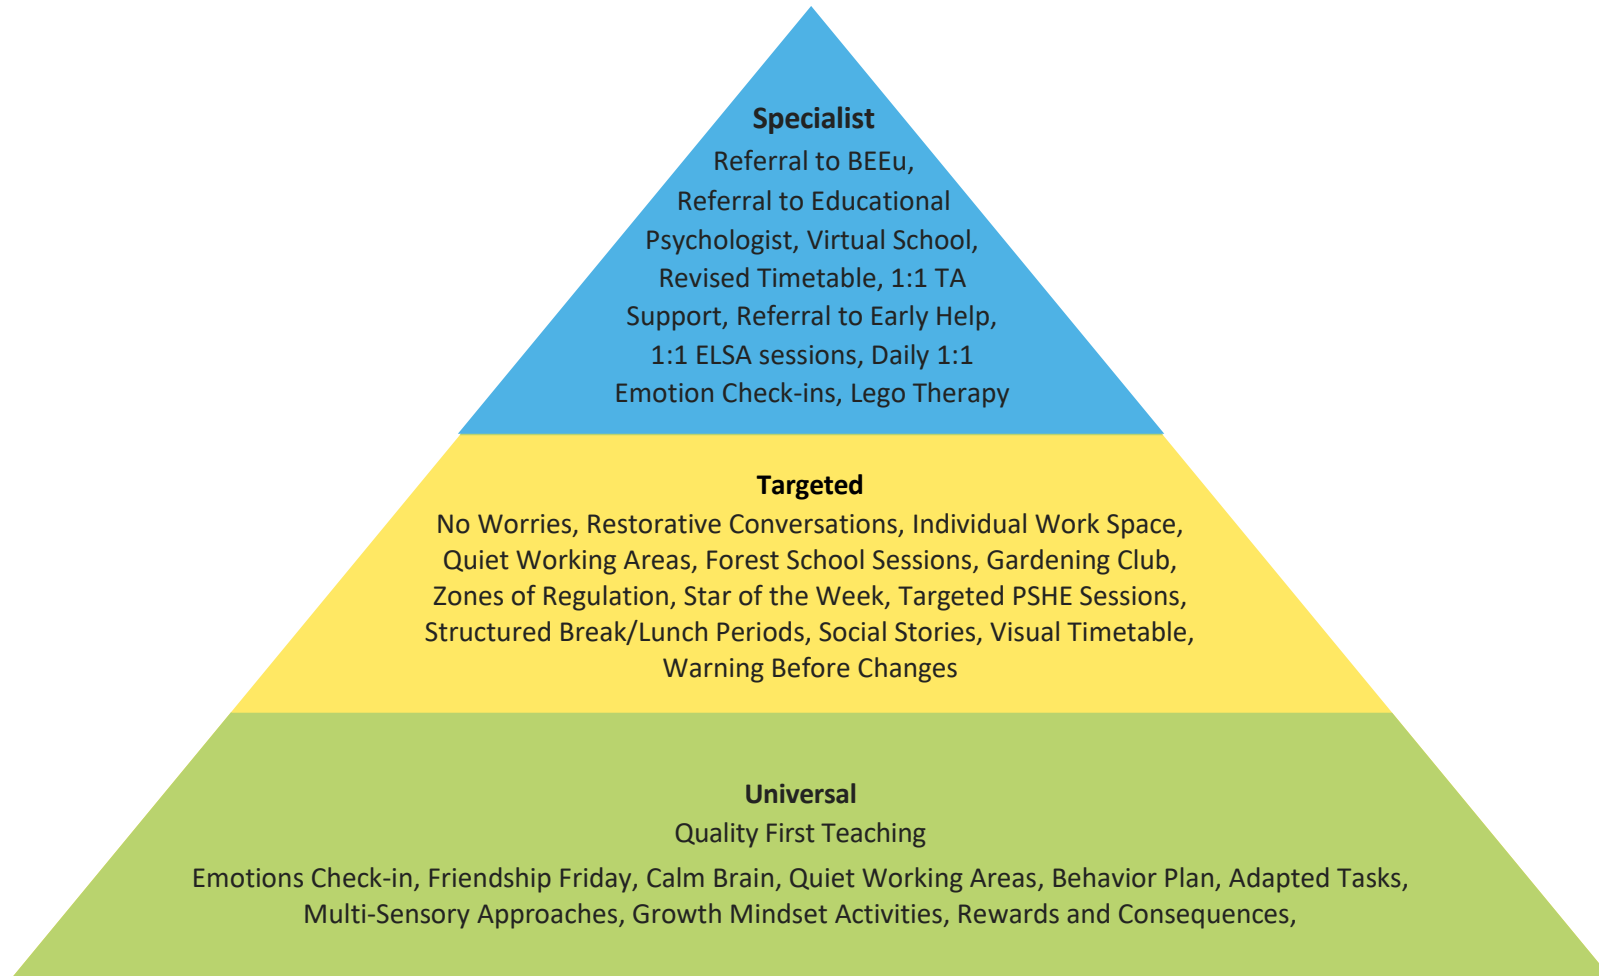 Specialist
Referral to BEEu,
Referral to Educational
Psychologist, Virtual School,
Revised Timetable, 1:1 TA
Support, Referral to Early Help,
1:1 ELSA sessions, Daily 1:1
Emotion Check-ins, Lego Therapy
Targeted
No Worries, Restorative Conversations, Individual Work Space,
Quiet Working Areas, Forest School Sessions, Gardening Club,
Zones of Regulation, Star of the Week, Targeted PSHE Sessions,
Structured Break/Lunch Periods, Social Stories, Visual Timetable,
Warning Before Changes
Universal
Quality First Teaching
Emotions Check-in, Friendship Friday, Calm Brain, Quiet Working Areas, Behavior Plan, Adapted Tasks,
Multi-Sensory Approaches, Growth Mindset Activities, Rewards and Consequences,